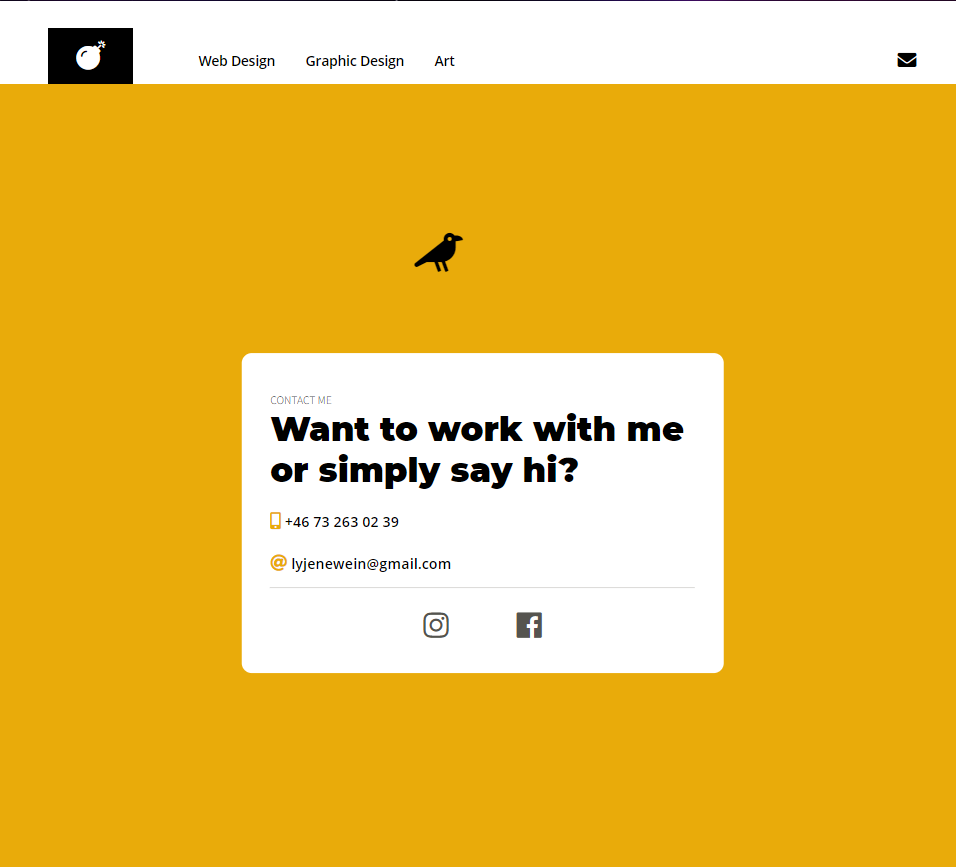 Web Design Graphic Design Art
CONTACT ME
Want to work with me
or simply say hi?
+46 73 263 02 39
lyjenewein@gmail.com